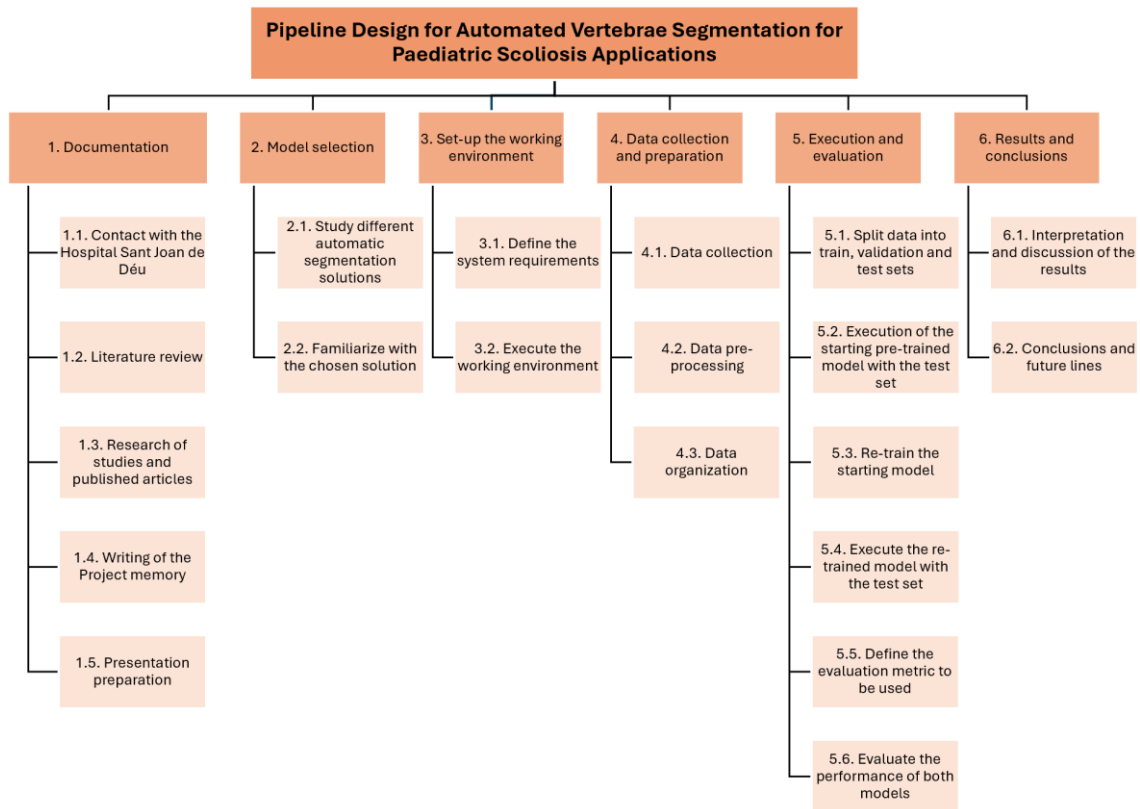 Pipeline Design for Automated Vertebrae Segmentation for
Paediatric Scoliosis Applications
1. Documentation
1.1. Contact with the
Hospital Sant Joan de
Déu
1.2. Literature review
1.3. Research of
studies and
published articles
1.4. Writing of the
Project memory
1.5. Presentation
preparation
2. Model selection
2.1. Study different
automatic
segmentation
solutions
2.2. Familiarize with
the chosen solution
3. Set-up the working
environment
3.1. Define the
system requirements
3.2. Execute the
working environment
4. Data collection
and preparation
4.1. Data collection
4.2. Data pre-
processing
4.3. Data
organization
5. Execution and
evaluation
5.1. Split data into
train, validation and
test sets
5.2. Execution of the
starting pre-trained
model with the test
set
5.3. Re-train the
starting model
5.4. Execute the re-
trained model with
the test set
5.5. Define the
evaluation metric to
be used
5.6. Evaluate the
performance of both
models
6. Results and
conclusions
6.1. Interpretation
and discussion of the
results
6.2. Conclusions and
future lines